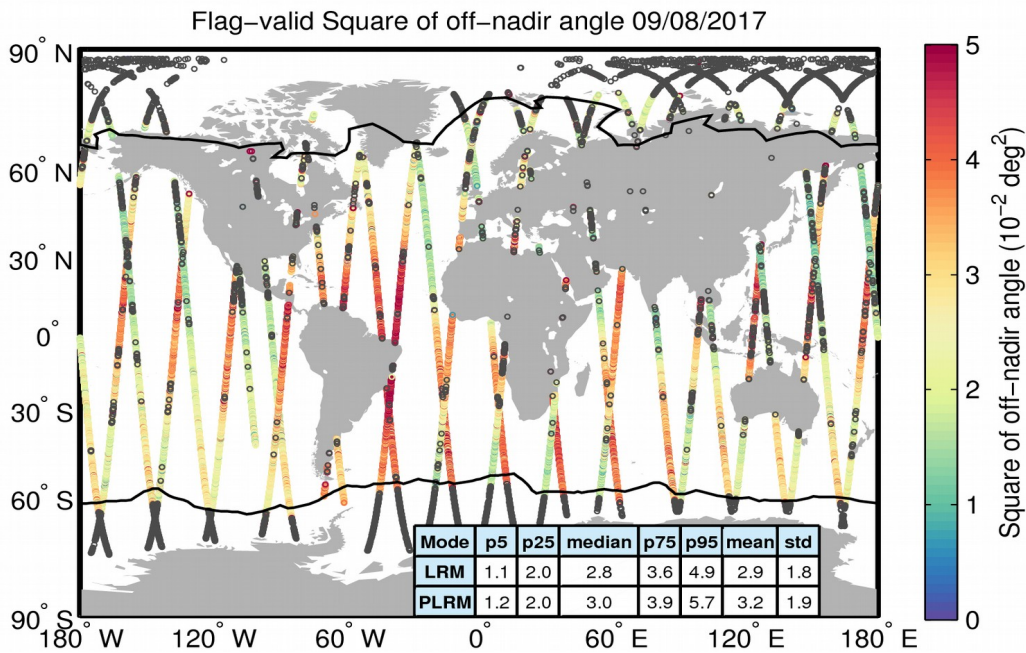 Flag−valid Square of off−nadir angle 09/08/2017
90° N
60° N
30° N
0°
30° S
60° S
90° S
180° W
120° W
60° W
0°
60° E
120° E
180° E
Mode p5 p25 median p75 p95 mean std
LRM 1.1 2.0 2.8 3.6 4.9 2.9 1.8
PLRM 1.2 2.0 3.0 3.9 5.7 3.2 1.9
5
4
3
2
1
0
Square of off−nadir angle (10⁻² deg²)